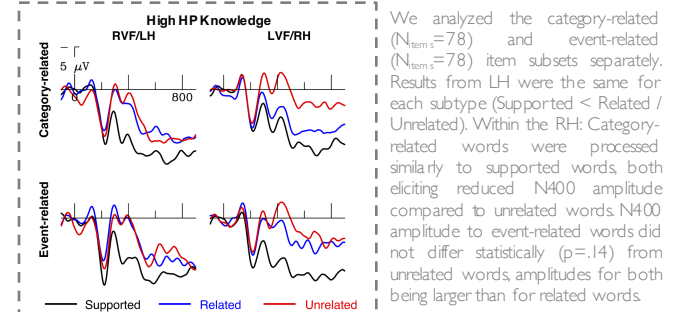 High HP Knowledge
RVF/LH
LVF/RH
Category-related
5 μV
0
800
Event-related
Supported
Related
Unrelated
We analyzed the category-related
(Nitems=78) and event-related
(Nitems=78) item subsets separately.
Results from LH were the same for
each subtype (Supported < Related /
Unrelated). Within the RH: Category-
related words were processed
similarly to supported words, both
eliciting reduced N400 amplitude
compared to unrelated words. N400
amplitude to event-related words did
not differ statistically (p=.14) from
unrelated words, amplitudes for both
being larger than for related words.